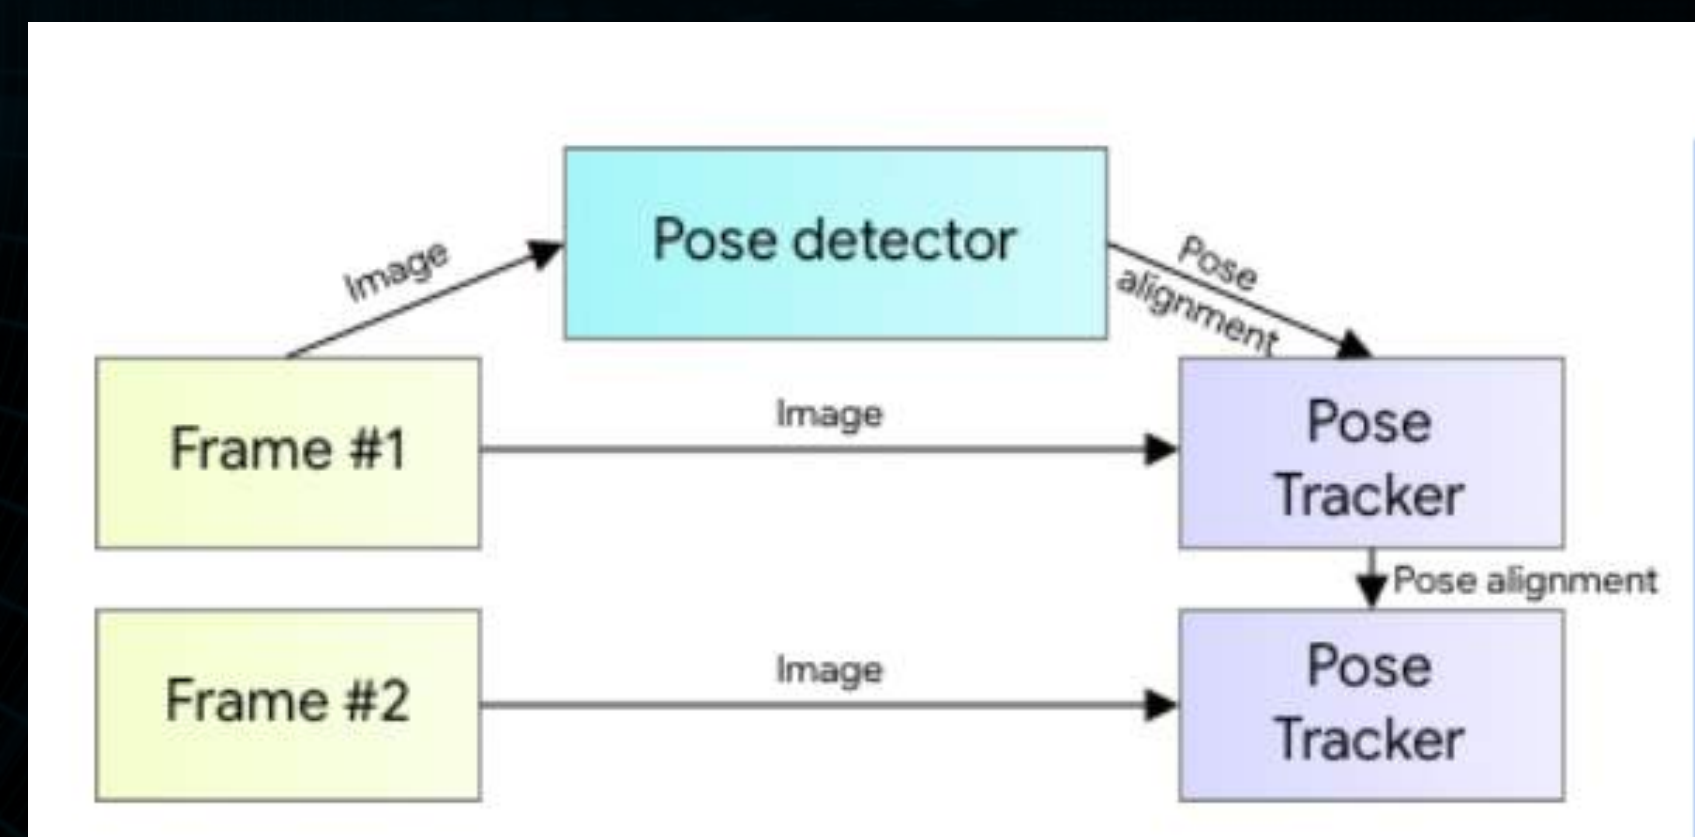 Pose detector
Image
Pose
alignment
Frame #1
Image
Pose
Tracker
Pose alignment
Frame #2
Image
Pose
Tracker